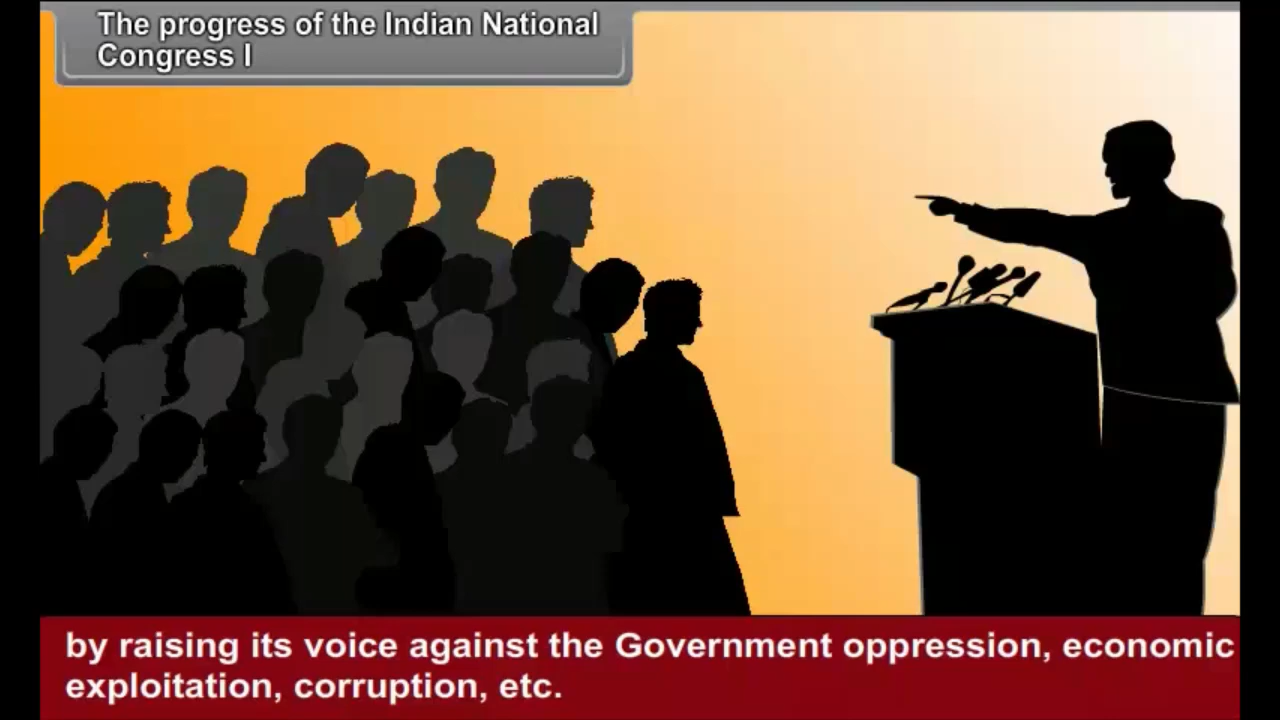 The progress of the Indian National
Congress I
by raising its voice against the Government oppression, economic
exploitation, corruption, etc.